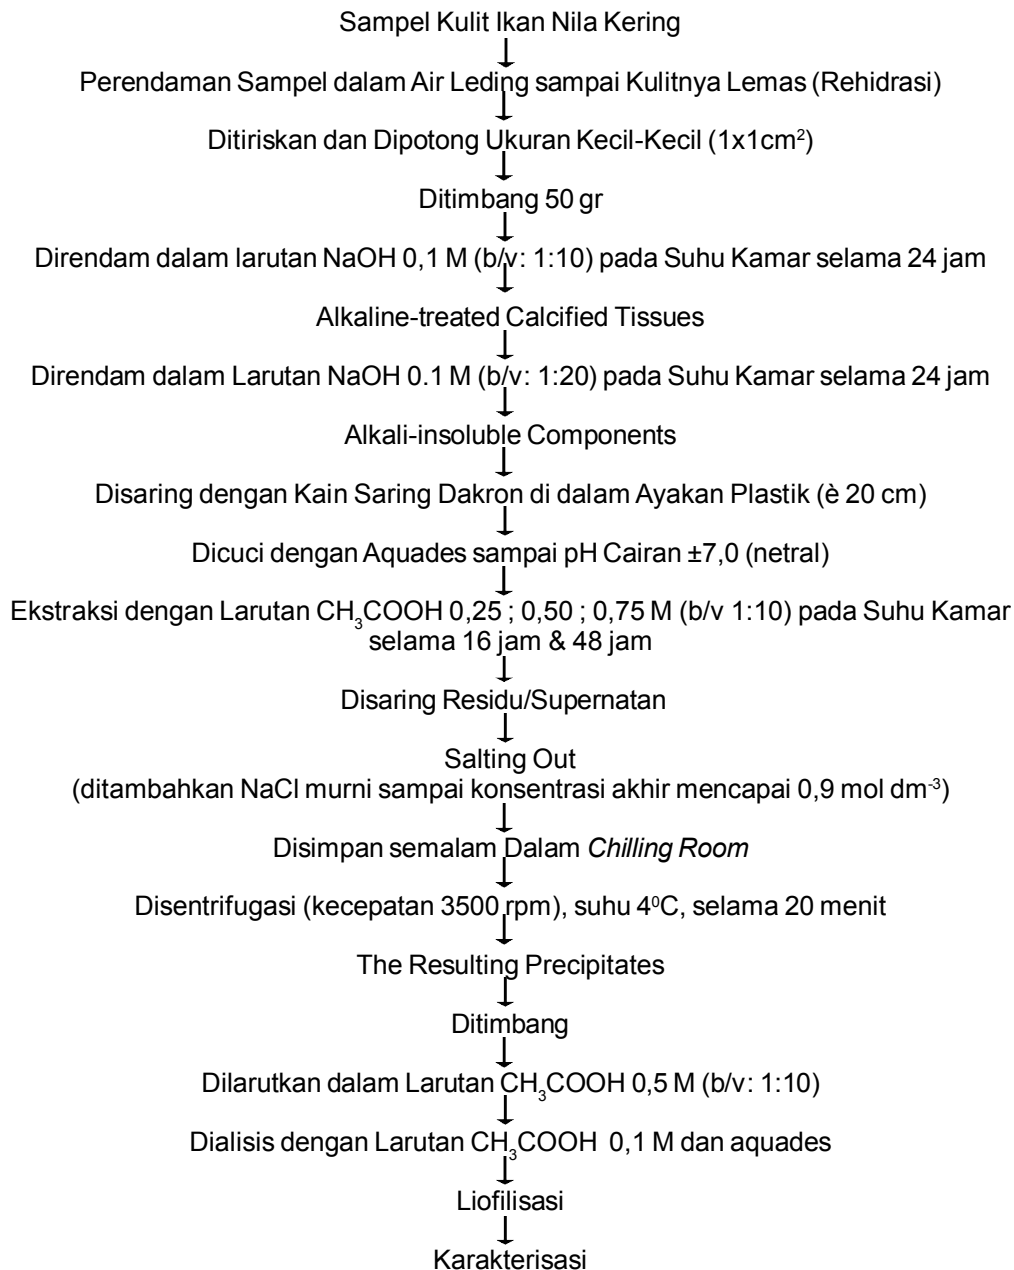 Sampel Kulit Ikan Nila Kering
Perendaman Sampel dalam Air Leding sampai Kulitnya Lemas (Rehidrasi)
Ditiriskan dan Dipotong Ukuran Kecil-Kecil (1x1cm²)
Ditimbang 50 gr
Direndam dalam larutan NaOH 0,1 M (b/v: 1:10) pada Suhu Kamar selama 24 jam
Alkaline-treated Calcified Tissues
Direndam dalam Larutan NaOH 0.1 M (b/v: 1:20) pada Suhu Kamar selama 24 jam
Alkali-insoluble Components
Disaring dengan Kain Saring Dakron di dalam Ayakan Plastik (è 20 cm)
Dicuci dengan Aquades sampai pH Cairan ±7,0 (netral)
Ekstraksi dengan Larutan CH₃COOH 0,25 ; 0,50 ; 0,75 M (b/v 1:10) pada Suhu Kamar
selama 16 jam & 48 jam
Disaring Residu/Supernatan
Salting Out
(ditambahkan NaCl murni sampai konsentrasi akhir mencapai 0,9 mol dm⁻³)
Disimpan semalam Dalam Chilling Room
Disentrifugasi (kecepatan 3500 rpm), suhu 4⁰C, selama 20 menit
The Resulting Precipitates
Ditimbang
Dilarutkan dalam Larutan CH₃COOH 0,5 M (b/v: 1:10)
Dialisis dengan Larutan CH₃COOH 0,1 M dan aquades
Liofilisasi
Karakterisasi